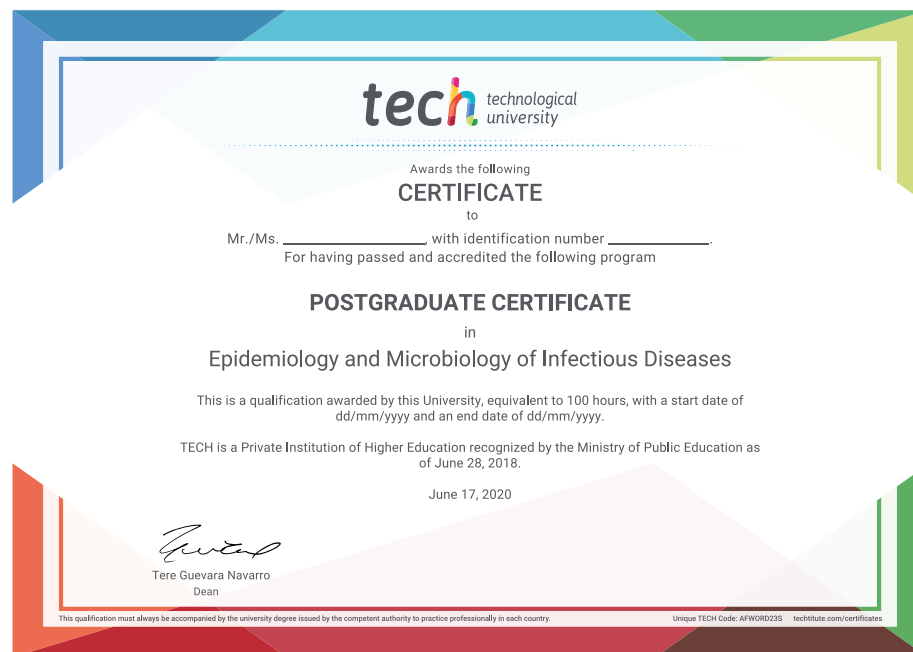 tech technological
university
Awards the following
CERTIFICATE
to
Mr./Ms. ____________, with identification number ____________.
For having passed and accredited the following program
POSTGRADUATE CERTIFICATE
in
Epidemiology and Microbiology of Infectious Diseases
This is a qualification awarded by this University, equivalent to 100 hours, with a start date of
dd/mm/yyyy and an end date of dd/mm/yyyy.
TECH is a Private Institution of Higher Education recognized by the Ministry of Public Education as
of June 28, 2018.
June 17, 2020
Tere Guevara Navarro
Dean
This qualification must always be accompanied by the university degree issued by the competent authority to practice professionally in each country.
Unique TECH Code: AFWORD23S techtitute.com/certificates